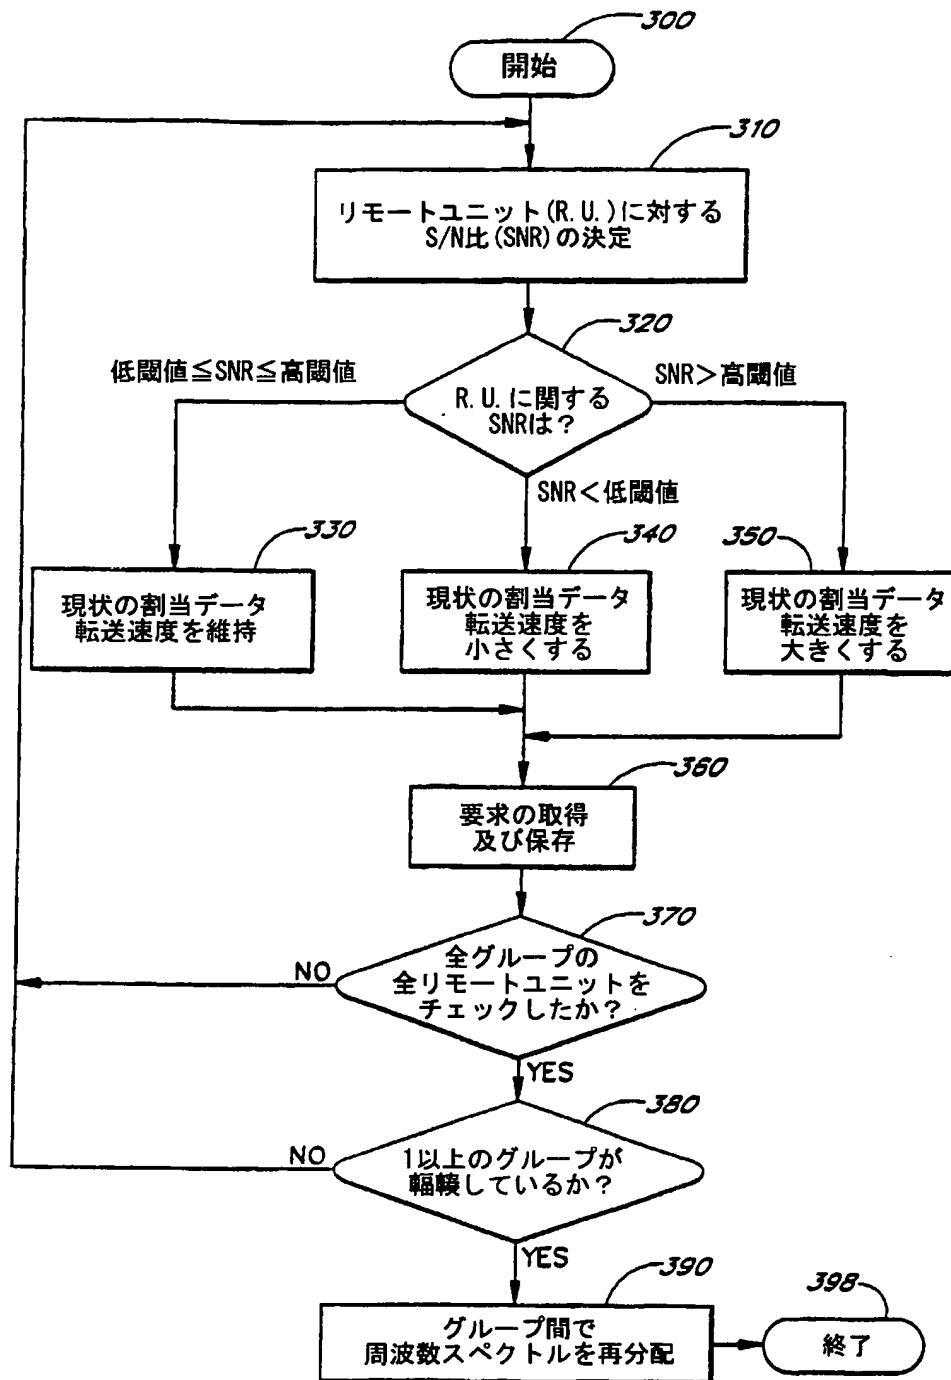 300
開始
310
リモートユニット(R.U.)に対する
S/N比(SNR)の決定
320
低閾値≦SNR≦高閾値
SNR>高閾値
R.U.に関する
SNRは?
SNR<低閾値
330
340
350
現状の割当データ
転送速度を維持
現状の割当データ
転送速度を
小さくする
現状の割当データ
転送速度を
大きくする
360
要求の取得
及び保存
370
NO
全グループの
全リモートユニットを
チェックしたか?
YES
380
NO
1以上のグループが
輻輳しているか?
YES
390
398
グループ間で
周波数スペクトルを再分配
終了